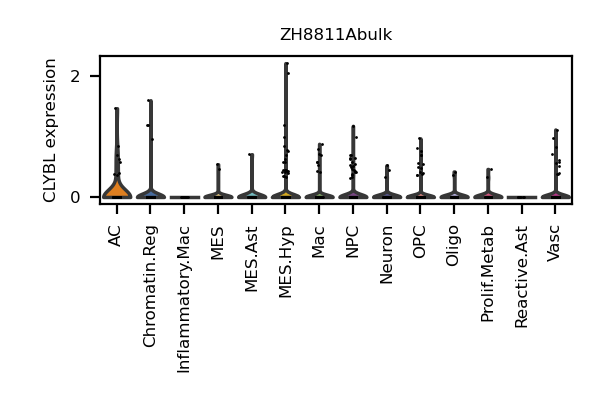 ZH8811Abulk
CLYBL expression
2
0
AC
Chromatin.Reg
Inflammatory.Mac
MES
MES.Ast
MES.Hyp
Mac
NPC
Neuron
OPC
Oligo
Prolif.Metab
Reactive.Ast
Vasc